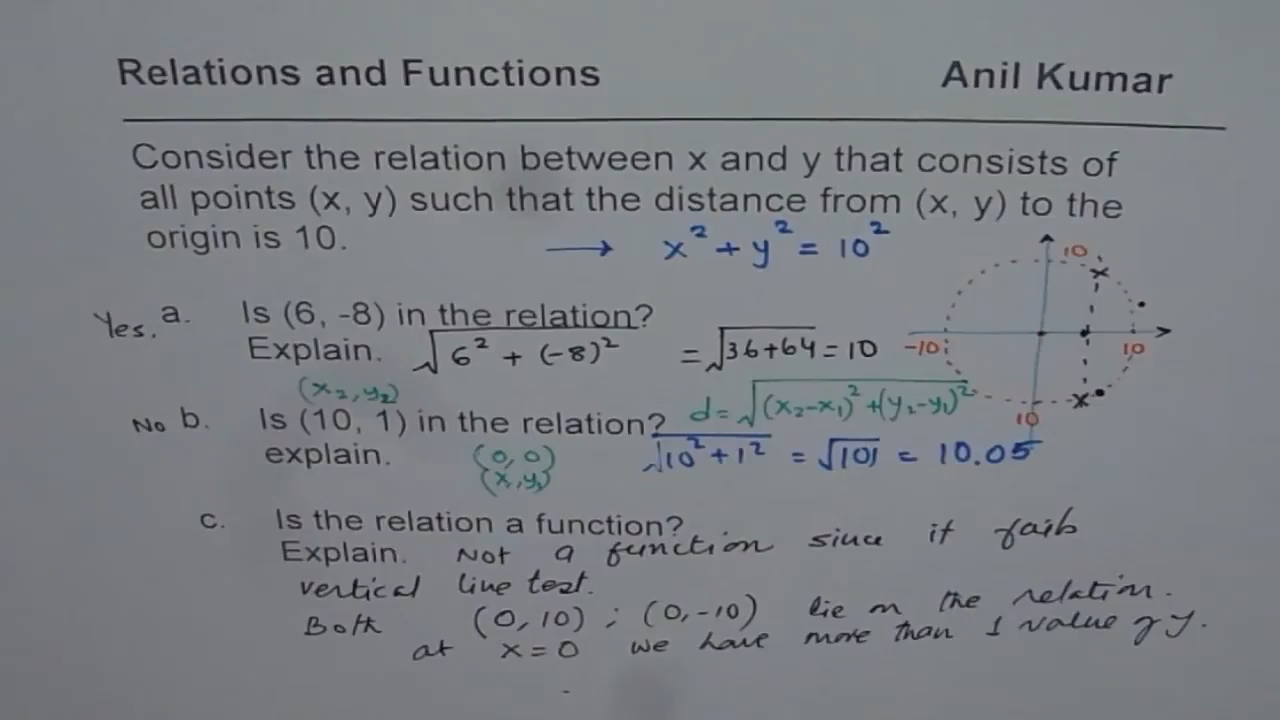 Relations and Functions Anil Kumar
Consider the relation between x and y that consists of
all points (x, y) such that the distance from (x, y) to the
origin is 10. → x² + y² = 10²
10
Yes. a. Is (6, -8) in the relation?
Explain. √(6² + (-8)²) = √(36+64) = 10 -10 10
(x₂, y₂)
d = √((x₂-x₁)² + (y₂-y₁)²) 10
No b. Is (10, 1) in the relation?
explain. (0, 0) √(10² + 1²) = √101 = 10.05
(x, y₁)
c. Is the relation a function?
Explain. Not a function since it fails
vertical line test.
Both (0, 10) ; (0, -10) lie on the relation.
at x = 0 we have more than 1 value of y.